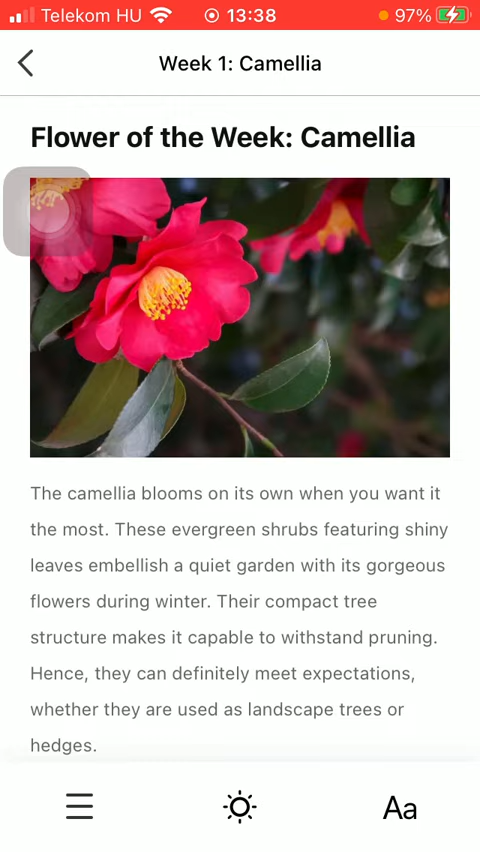 Telekom HU 13:38 97%
Week 1: Camellia
Flower of the Week: Camellia
The camellia blooms on its own when you want it
the most. These evergreen shrubs featuring shiny
leaves embellish a quiet garden with its gorgeous
flowers during winter. Their compact tree
structure makes it capable to withstand pruning.
Hence, they can definitely meet expectations,
whether they are used as landscape trees or
hedges.
Aa